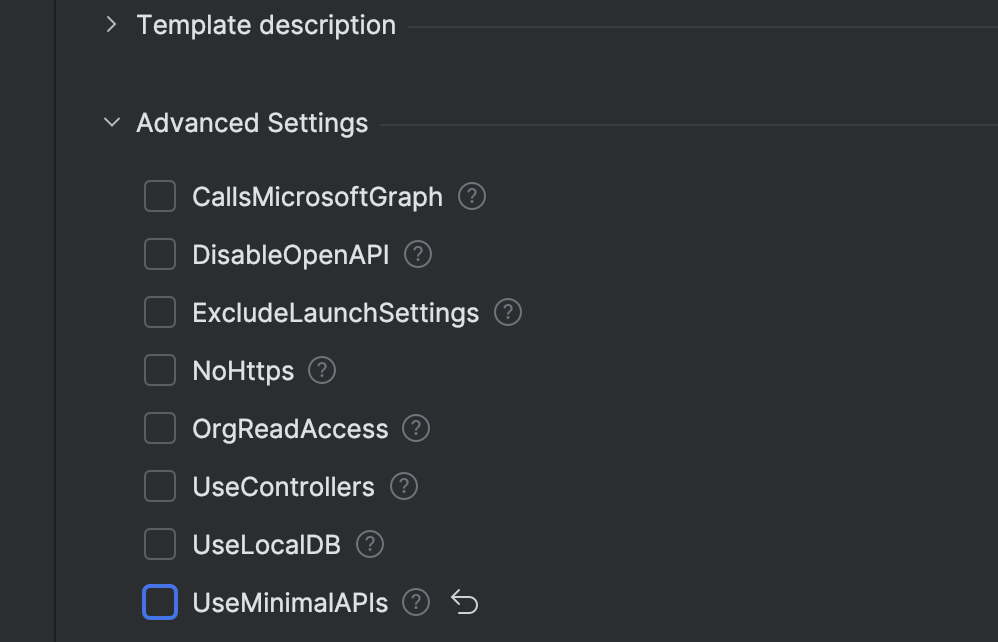 Template description
Advanced Settings
CallsMicrosoftGraph ?
DisableOpenAPI ?
ExcludeLaunchSettings ?
NoHttps ?
OrgReadAccess ?
UseControllers ?
UseLocalDB ?
UseMinimalAPIs ?